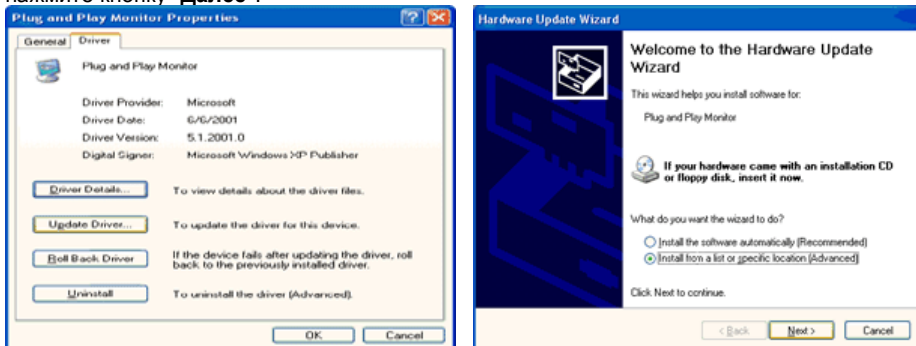 нажмите кнопку "Далее".
Plug and Play Monitor Properties
General Driver
Plug and Play Monitor
Driver Provider: Microsoft
Driver Date: 6/6/2001
Driver Version: 5.1.2001.0
Digital Signer: Microsoft Windows XP Publisher
Driver Details... To view details about the driver files.
Update Driver... To update the driver for this device.
Roll Back Driver If the device fails after updating the driver, roll
back to the previously installed driver.
Uninstall To uninstall the driver (Advanced).
OK Cancel
Hardware Update Wizard
Welcome to the Hardware Update
Wizard
This wizard helps you install software for:
Plug and Play Monitor
If your hardware came with an installation CD
or floppy disk, insert it now.
What do you want the wizard to do?
Install the software automatically (Recommended)
Install from a list or specific location (Advanced)
Click Next to continue.
< Back Next > Cancel